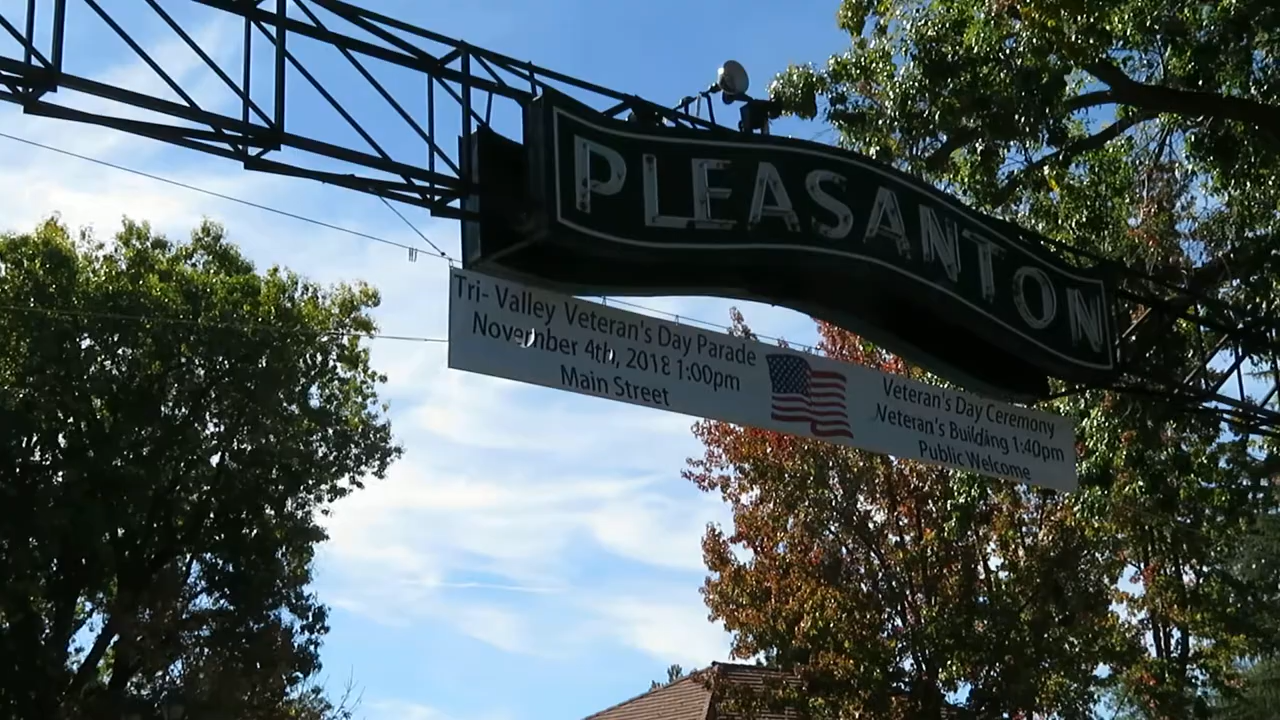 PLEASANTON
Tri- Valley Veteran's Day Parade
November 4th, 2018 1:00pm
Main Street
Veteran's Day Ceremony
Veteran's Building 1:40pm
Public Welcome